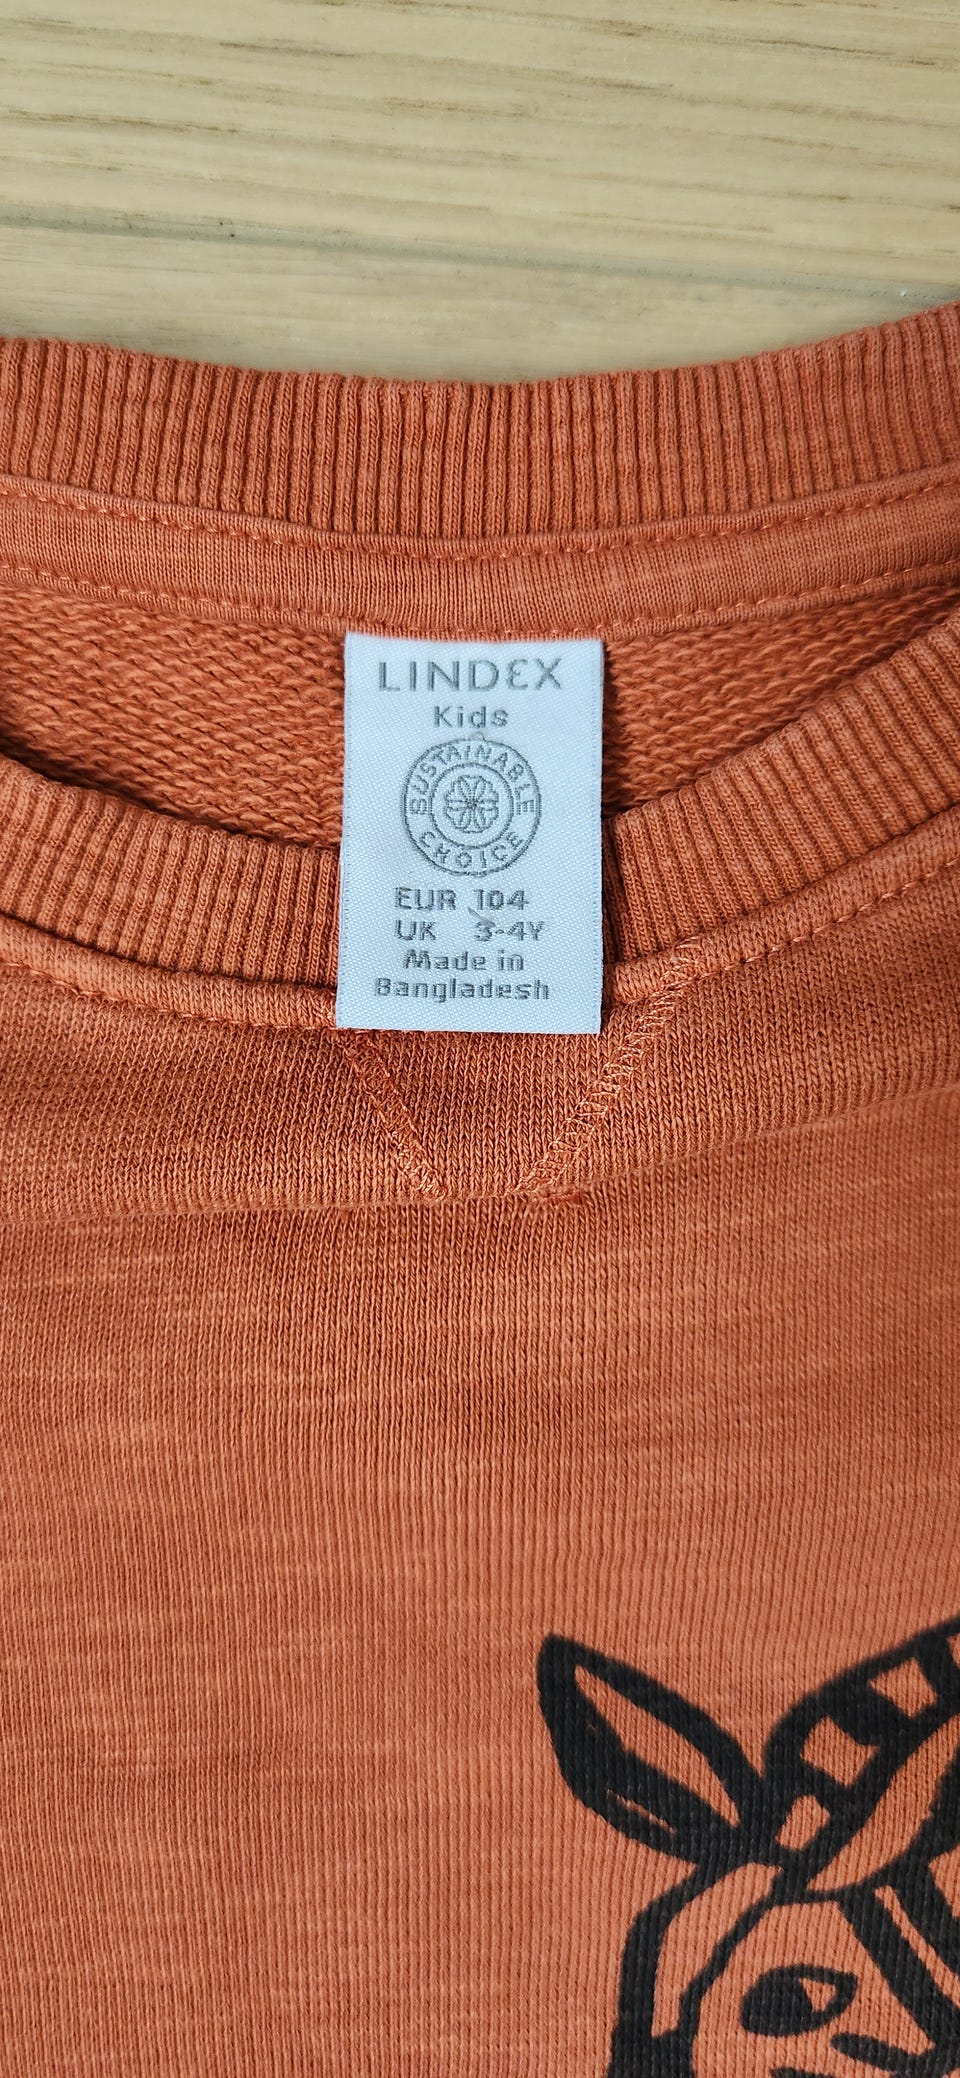 LINDEX
Kids
SUSTAINABLE
CHOICE
EUR 104
UK 3-4Y
Made in
Bangladesh